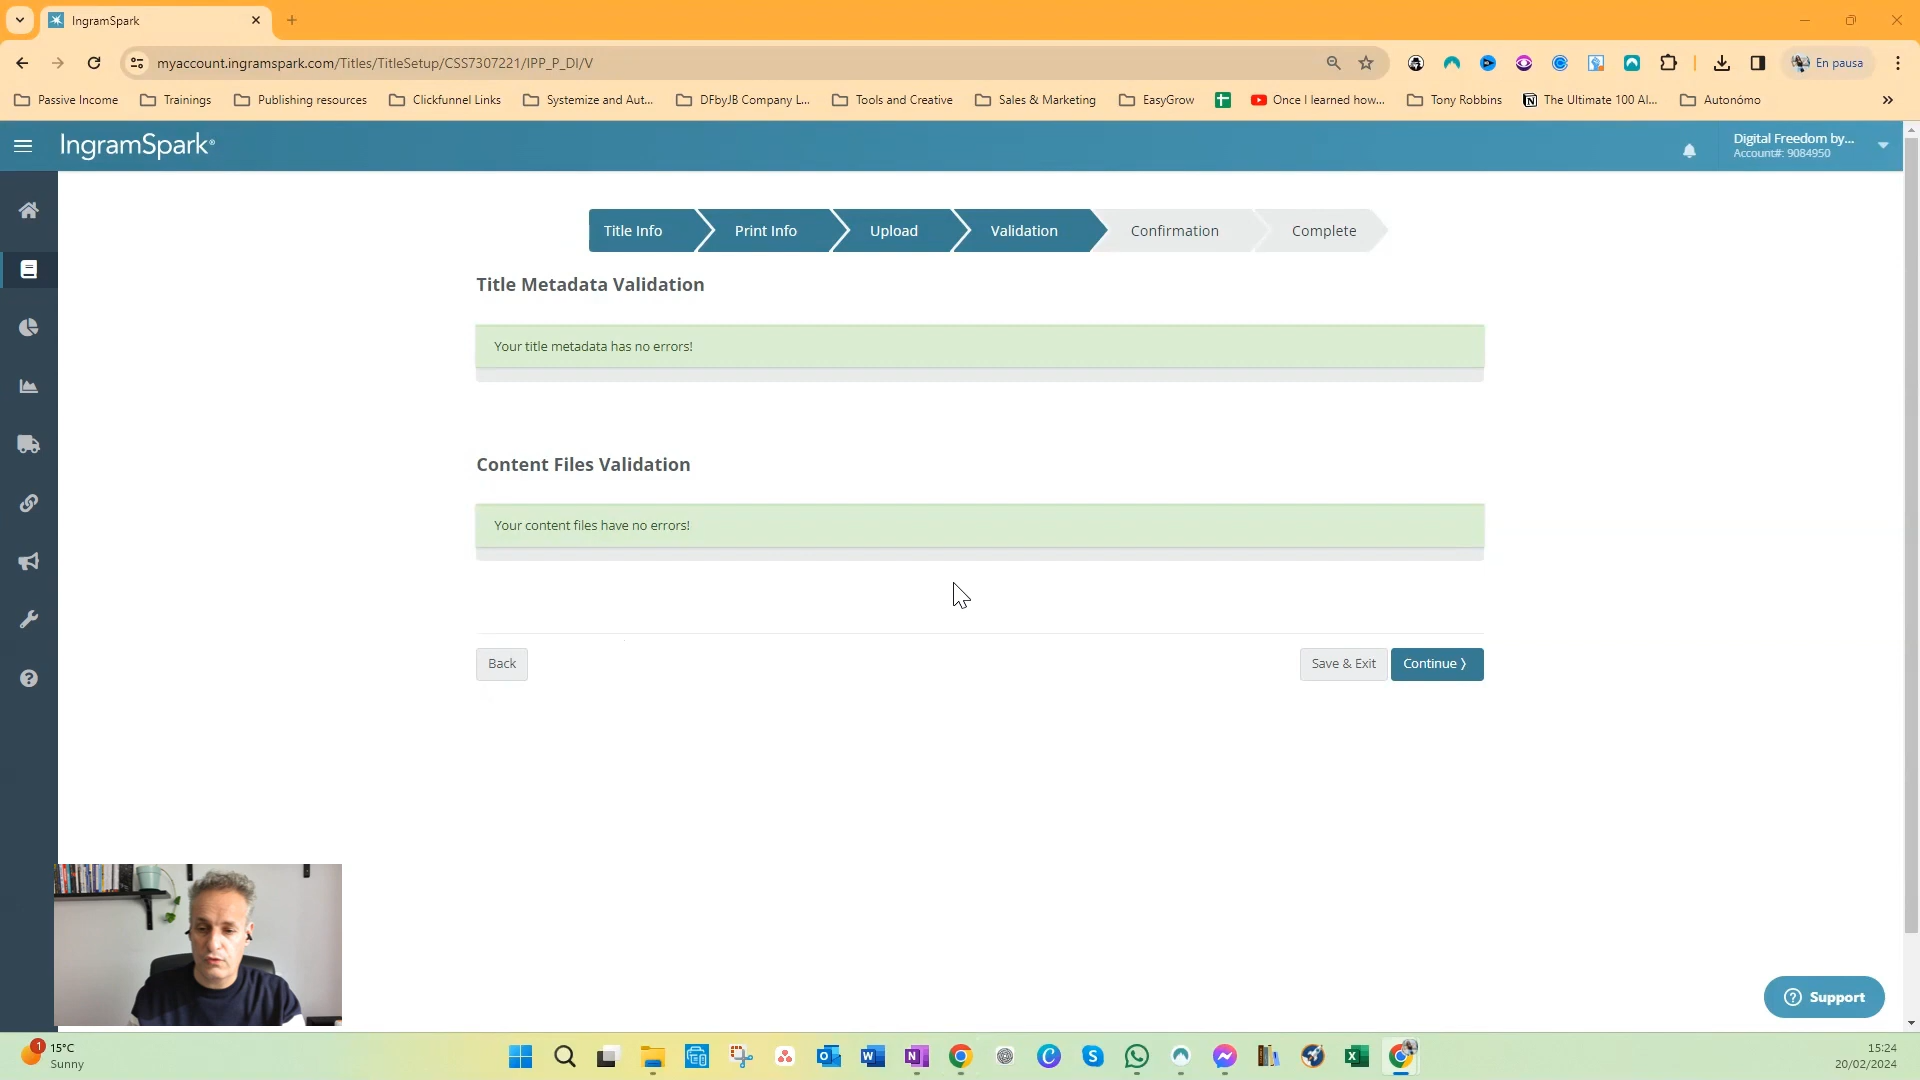 IngramSpark
myaccount.ingramspark.com/Titles/TitleSetup/CSS7307221/IPP_P_DI/V
En pausa
Passive Income
Trainings
Publishing resources
Clickfunnel Links
Systemize and Aut...
DFbyJB Company L...
Tools and Creative
Sales & Marketing
EasyGrow
Once I learned how...
Tony Robbins
The Ultimate 100 AI...
Autonómo
IngramSpark®
Digital Freedom by...
Account#: 9084950
Title Info
Print Info
Upload
Validation
Confirmation
Complete
Title Metadata Validation
Your title metadata has no errors!
Content Files Validation
Your content files have no errors!
Back
Save & Exit
Continue ❭
Support
1
15°C
Sunny
15:24
20/02/2024